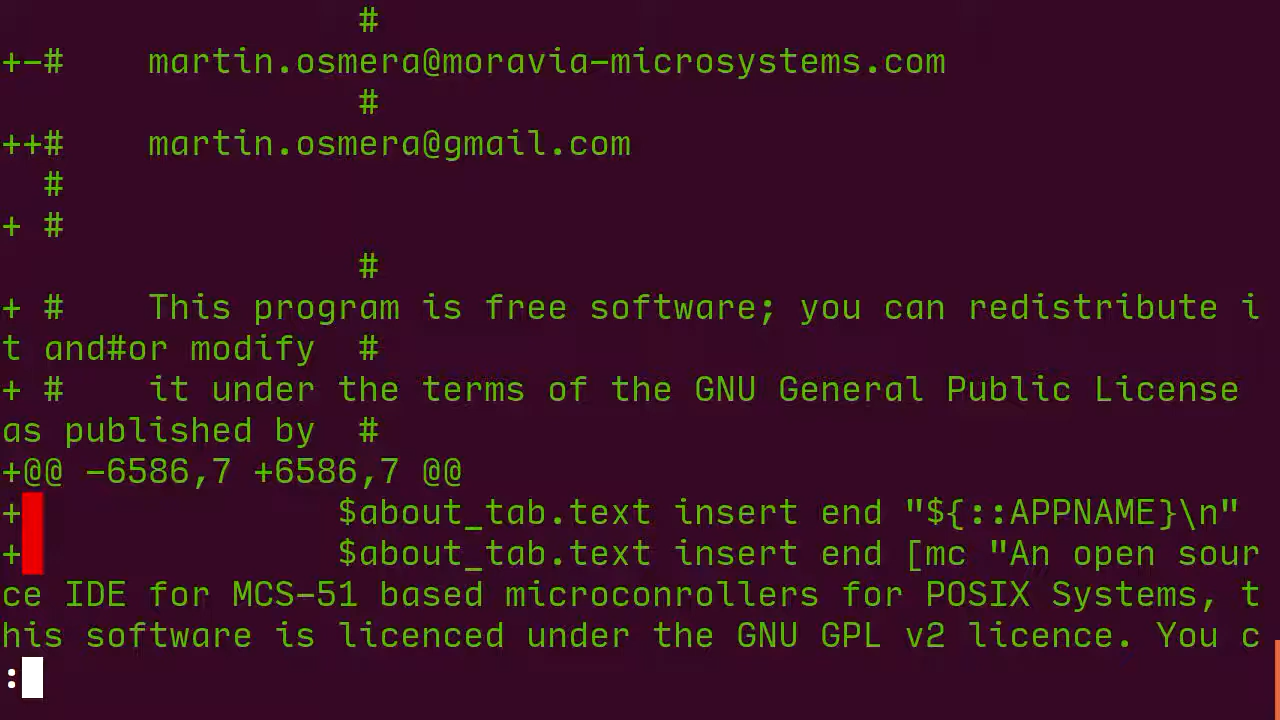 #
+-#    martin.osmera@moravia-microsystems.com
#
++#    martin.osmera@gmail.com
#
+ #
#
+ #    This program is free software; you can redistribute i
t and#or modify  #
+ #    it under the terms of the GNU General Public License
as published by  #
+@@ -6586,7 +6586,7 @@
+               $about_tab.text insert end "${::APPNAME}\n"
+               $about_tab.text insert end [mc "An open sour
ce IDE for MCS-51 based microconrollers for POSIX Systems, t
his software is licenced under the GNU GPL v2 licence. You c
: